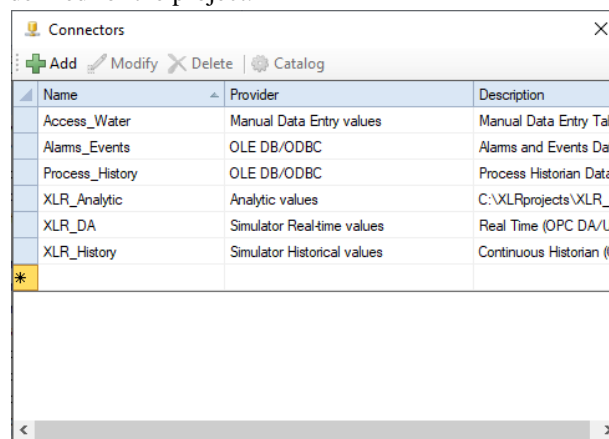 Connectors
Add Modify Delete Catalog
Name Provider Description
Access_Water Manual Data Entry values Manual Data Entry
Alarms_Events OLE DB/ODBC Alarms and Events
Process_History OLE DB/ODBC Process Historian Data
XLR_Analytic Analytic values C:\XLRprojects\XLR_
XLR_DA Simulator Real-time values Real Time (OPC DA/U
XLR_History Simulator Historical values Continuous Historian